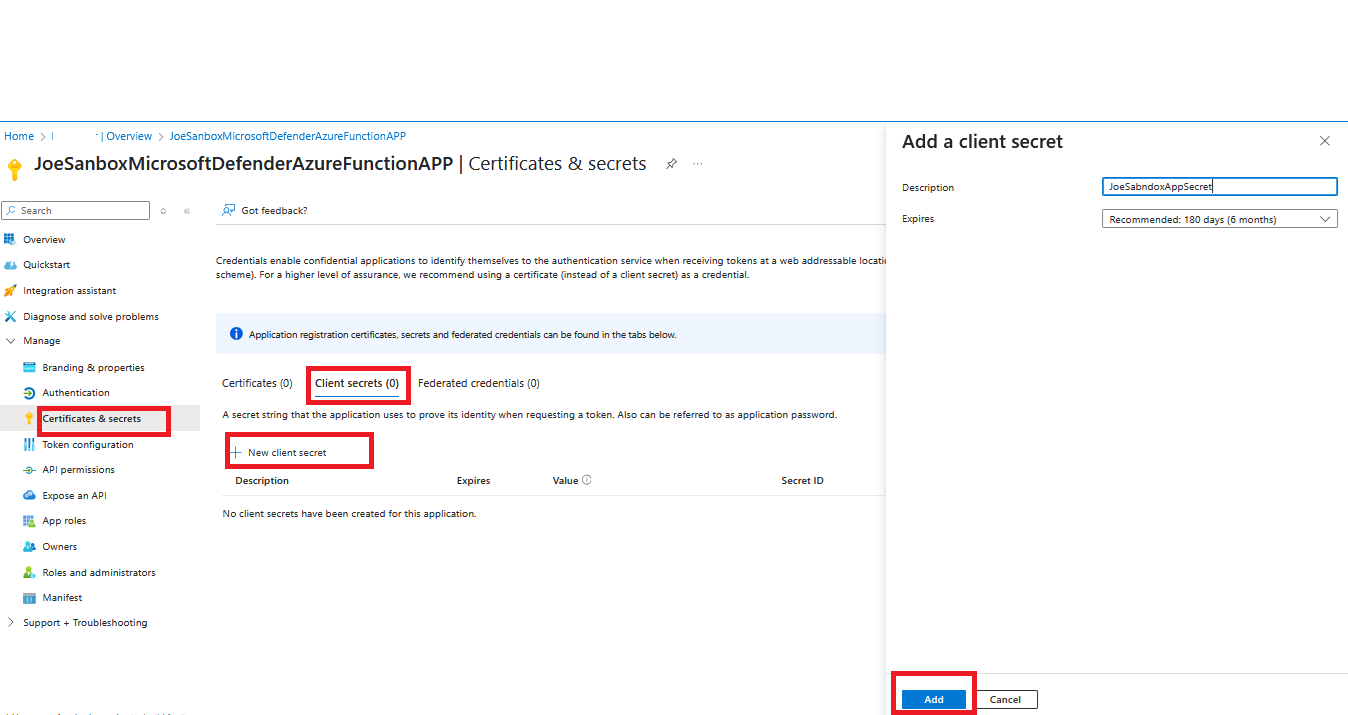 Home > | Overview > JoeSanboxMicrosoftDefenderAzureFunctionAPP
JoeSanboxMicrosoftDefenderAzureFunctionAPP | Certificates & secrets
Search
Got feedback?
Overview
Quickstart
Integration assistant
Diagnose and solve problems
Manage
Branding & properties
Authentication
Certificates & secrets
Token configuration
API permissions
Expose an API
App roles
Owners
Roles and administrators
Manifest
Support + Troubleshooting
Credentials enable confidential applications to identify themselves to the authentication service when receiving tokens at a web addressable
scheme). For a higher level of assurance, we recommend using a certificate (instead of a client secret) as a credential.
Application registration certificates, secrets and federated credentials can be found in the tabs below.
Certificates (0) Client secrets (0) Federated credentials (0)
A secret string that the application uses to prove its identity when requesting a token. Also can be referred to as application password.
+ New client secret
Description Expires Value Secret ID
No client secrets have been created for this application.
Add a client secret
Description JoeSabndoxAppSecret
Expires Recommended: 180 days (6 months)
Add Cancel